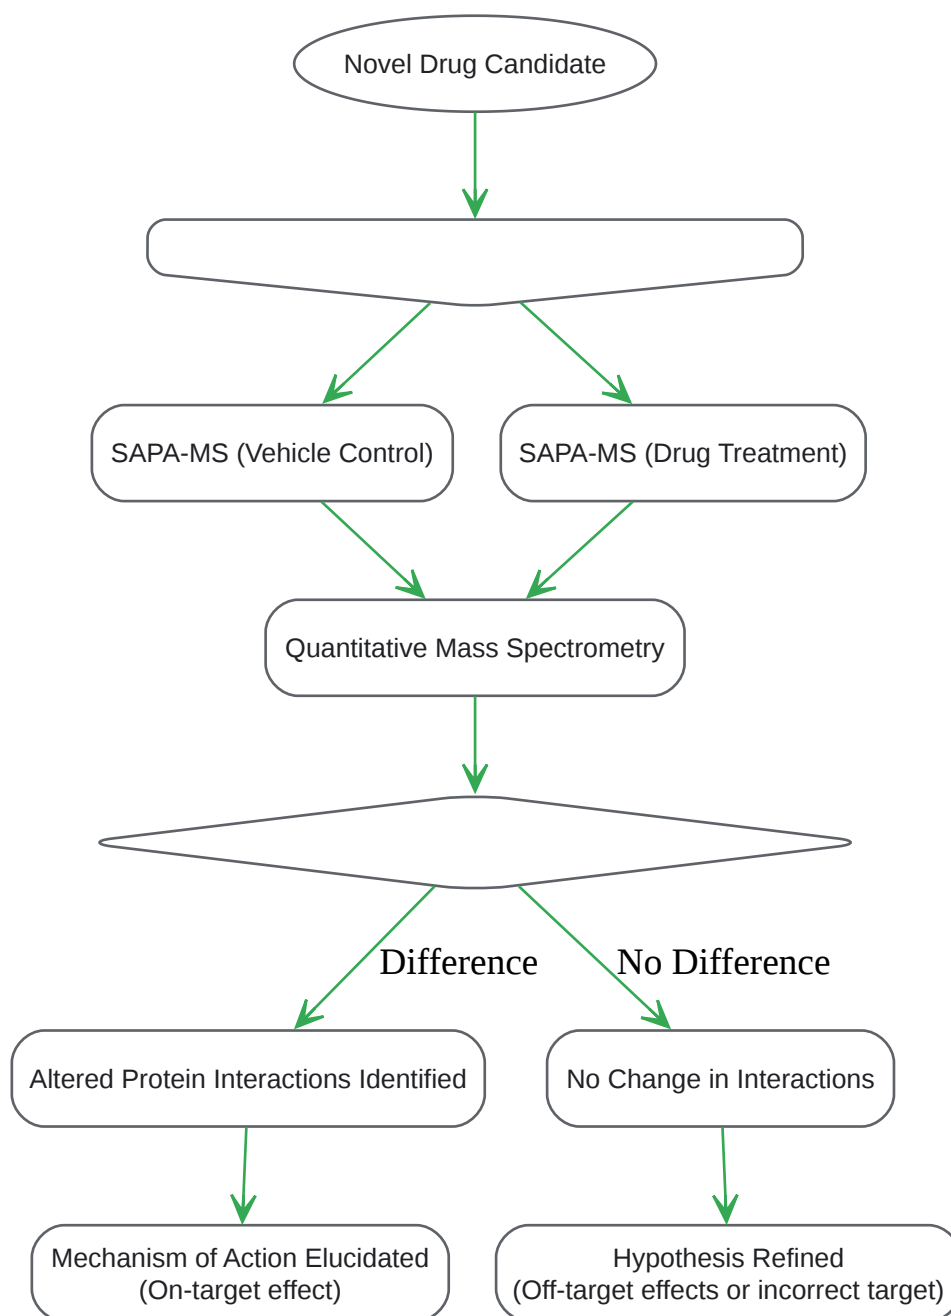 Novel Drug Candidate
SAPA-MS (Vehicle Control)
SAPA-MS (Drug Treatment)
Quantitative Mass Spectrometry
Difference
No Difference
Altered Protein Interactions Identified
No Change in Interactions
Mechanism of Action Elucidated
(On-target effect)
Hypothesis Refined
(Off-target effects or incorrect target)